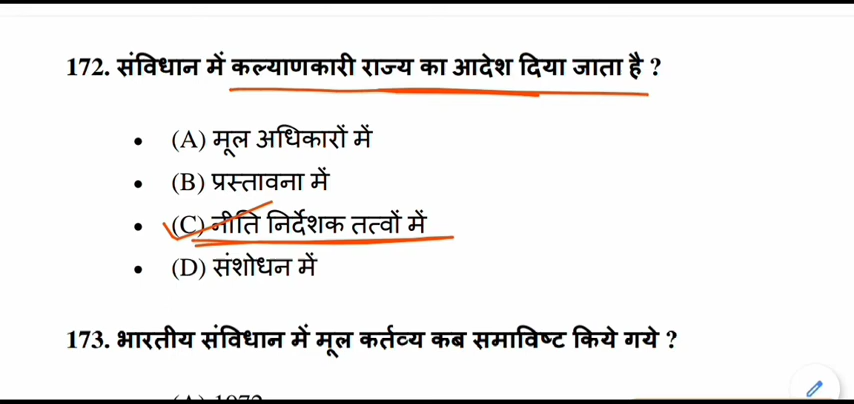 172. संविधान में कल्याणकारी राज्य का आदेश दिया जाता है ?
(A) मूल अधिकारों में
(B) प्रस्तावना में
(C) नीति निर्देशक तत्वों में
(D) संशोधन में
173. भारतीय संविधान में मूल कर्तव्य कब समाविष्ट किये गये ?